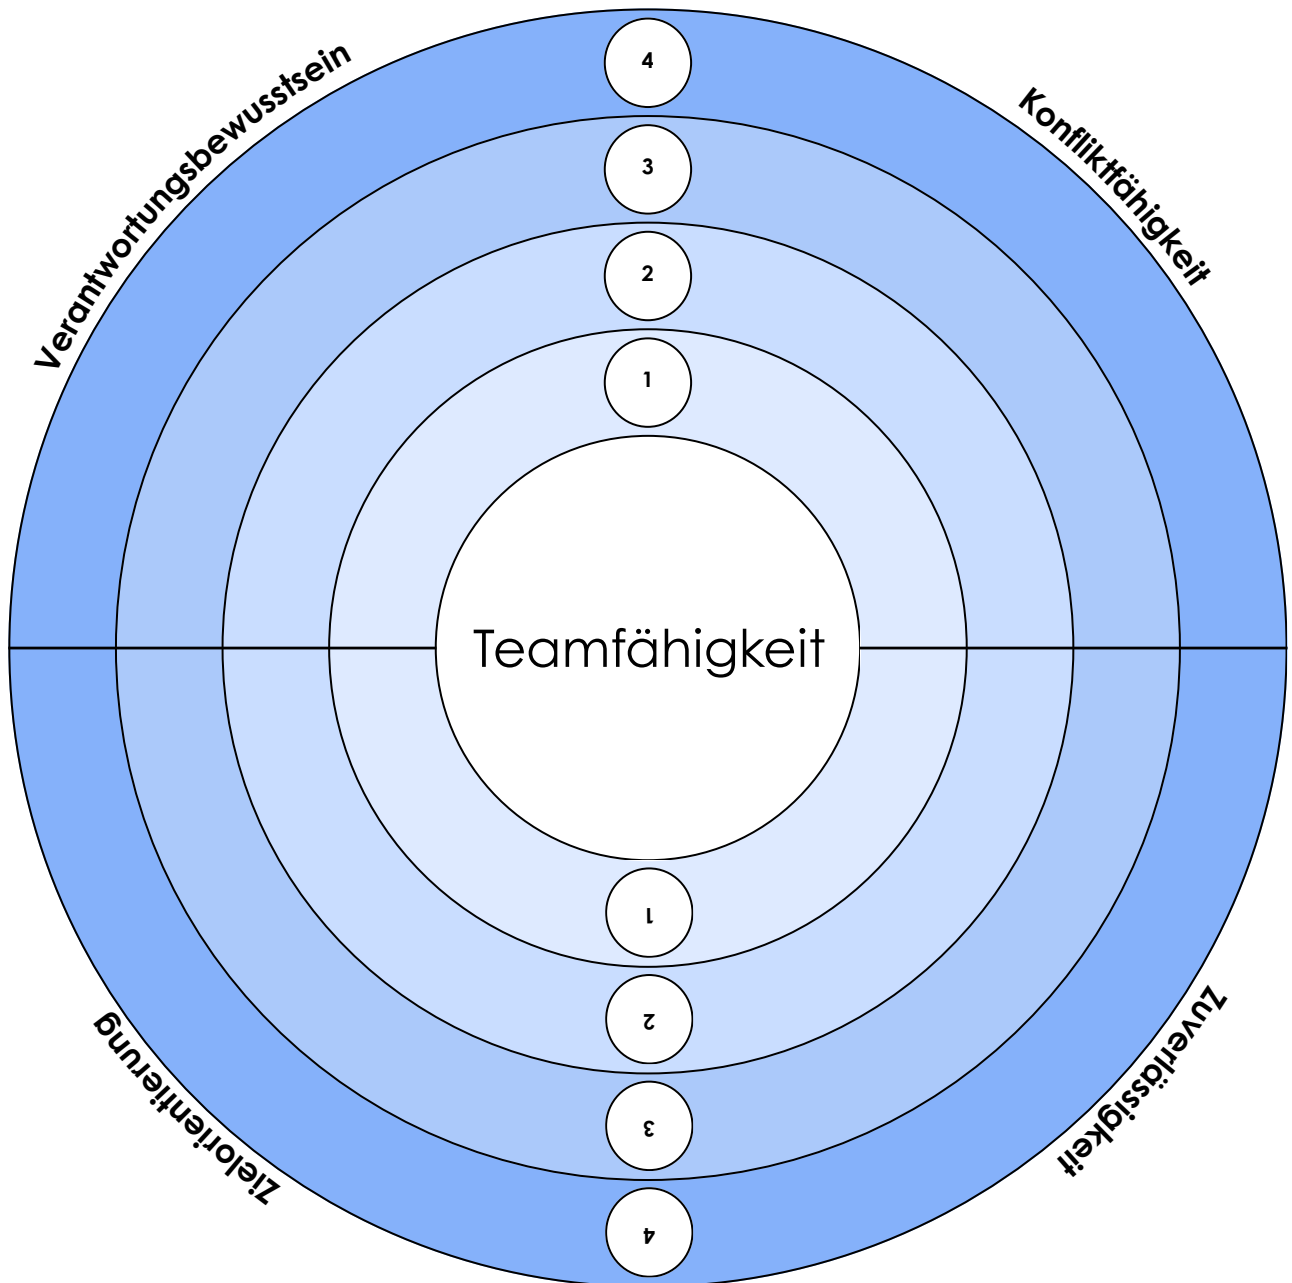 4
Verantwortungsbewusstsein
Konfliktfähigkeit
3
2
1
Teamfähigkeit
1
2
3
4
Zielorientierung
Zuverlässigkeit